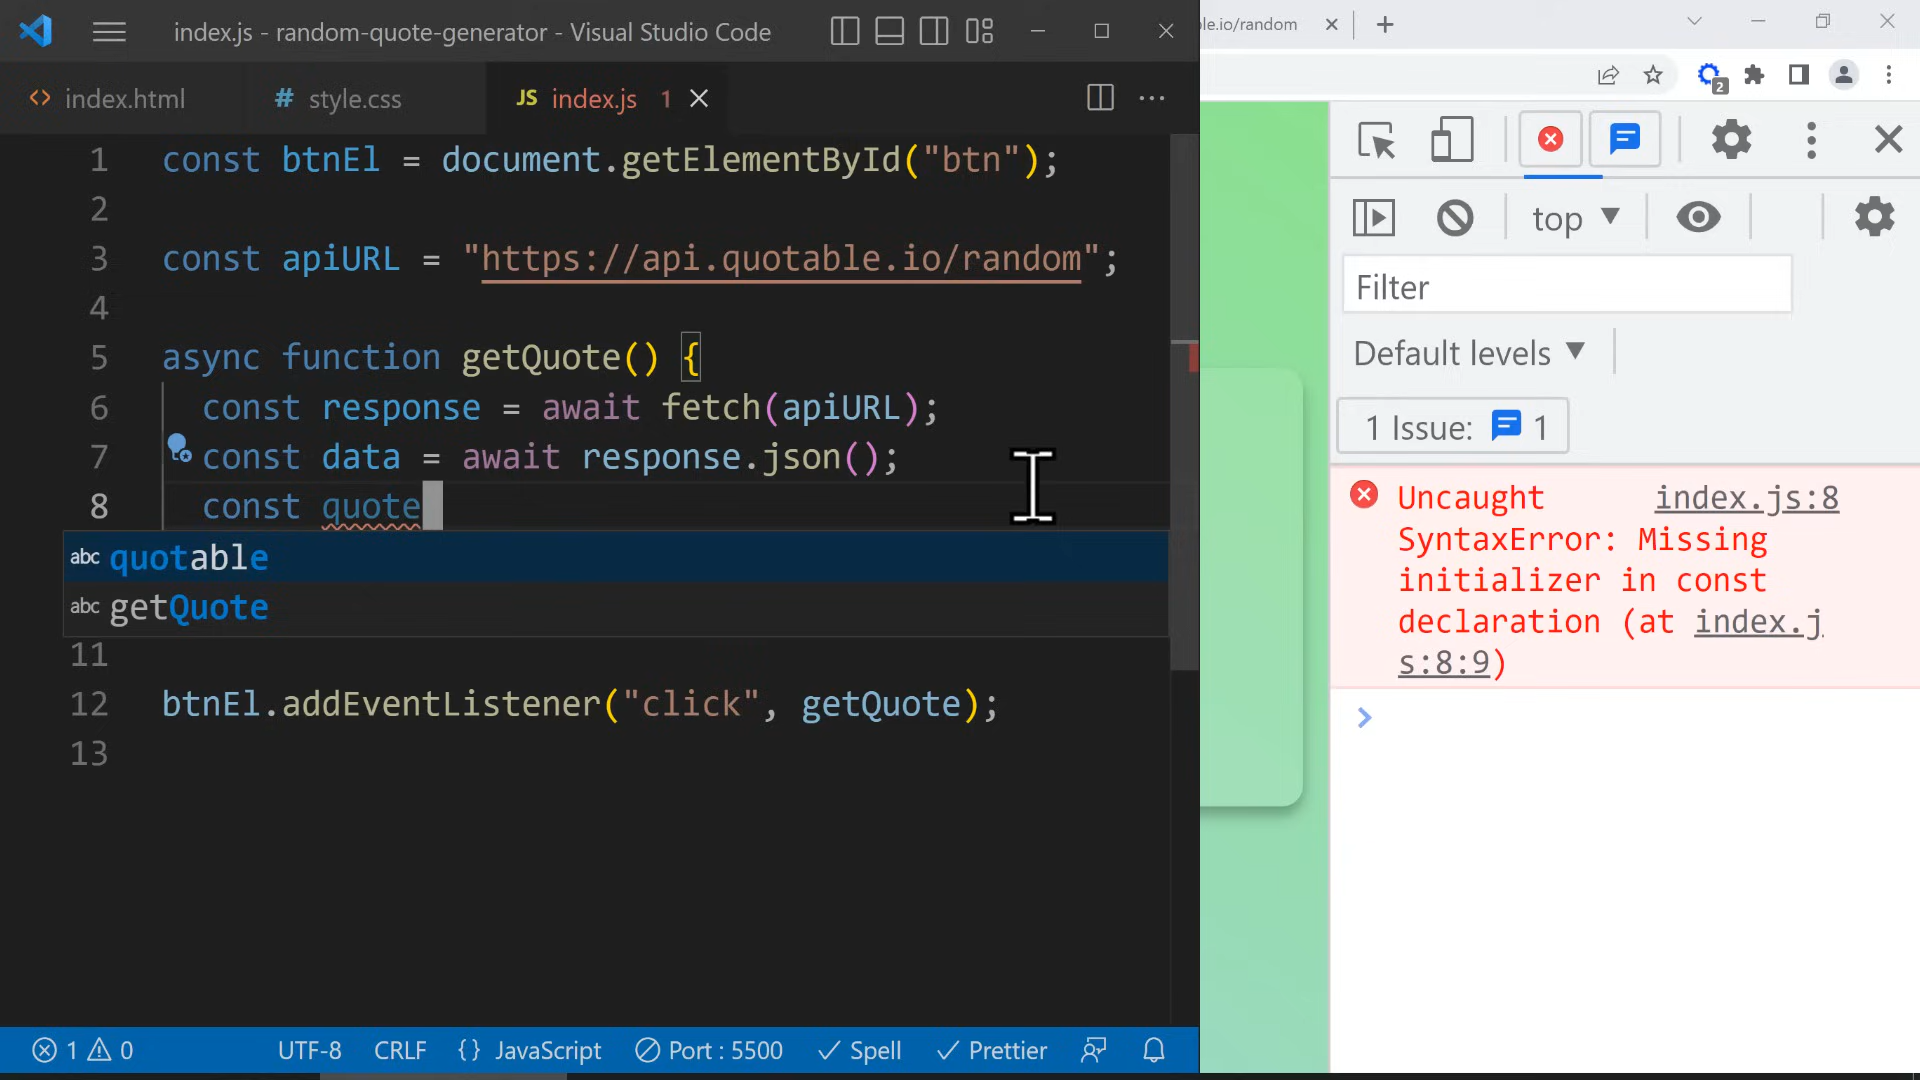 index.js - random-quote-generator - Visual Studio Code
index.html
# style.css
JS index.js 1
1 const btnEl = document.getElementById("btn");
2
3 const apiURL = "https://api.quotable.io/random";
4
5 async function getQuote() {
6 const response = await fetch(apiURL);
7 const data = await response.json();
8 const quote
abc quotable
abc getQuote
11
12 btnEl.addEventListener("click", getQuote);
13
1 0 UTF-8 CRLF {} JavaScript Port : 5500 Spell Prettier
le.io/random
2
top
Filter
Default levels
1 Issue: 1
Uncaught index.js:8
SyntaxError: Missing
initializer in const
declaration (at index.j
s:8:9)